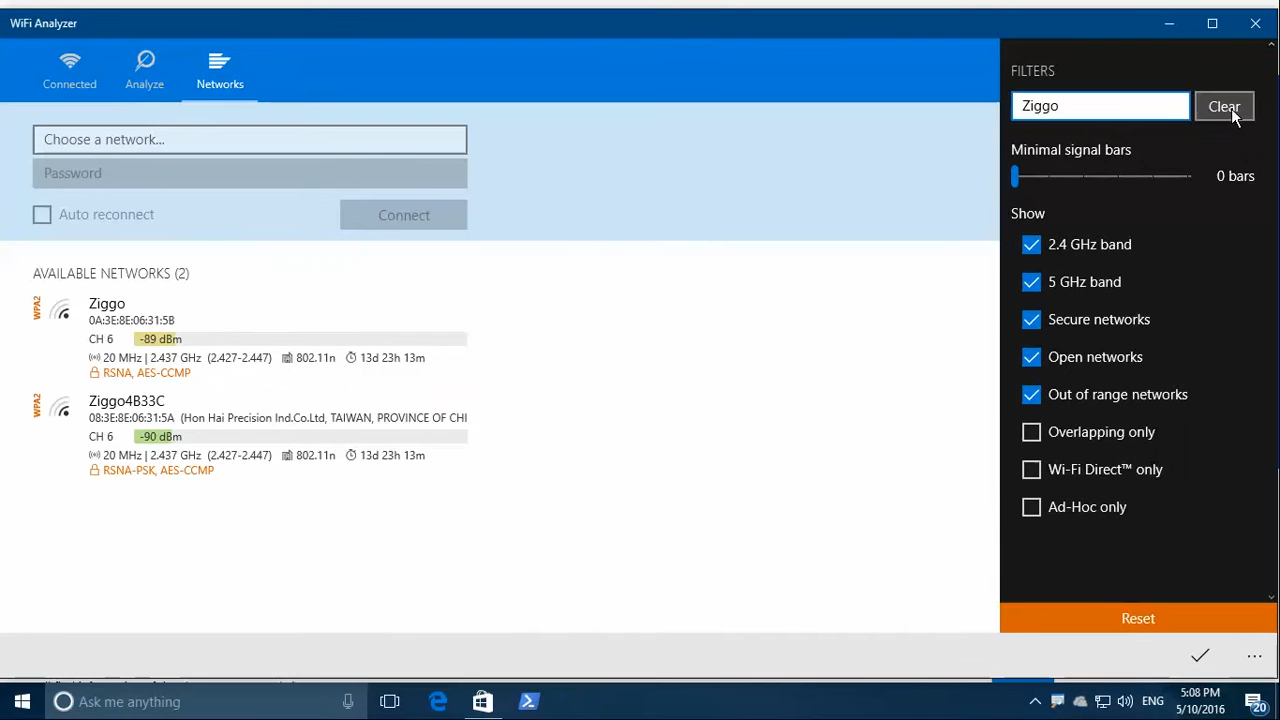 WiFi Analyzer
Connected
Analyze
Networks
Choose a network...
Password
Auto reconnect
Connect
AVAILABLE NETWORKS (2)
WPA2
Ziggo
0A:3E:8E:06:31:5B
CH 6
-89 dBm
20 MHz | 2.437 GHz (2.427-2.447) 802.11n 13d 23h 13m
RSNA, AES-CCMP
WPA2
Ziggo4B33C
08:3E:8E:06:31:5A (Hon Hai Precision Ind.Co.Ltd, TAIWAN, PROVINCE OF CHI
CH 6
-90 dBm
20 MHz | 2.437 GHz (2.427-2.447) 802.11n 13d 23h 13m
RSNA-PSK, AES-CCMP
FILTERS
Ziggo
Clear
Minimal signal bars
0 bars
Show
2.4 GHz band
5 GHz band
Secure networks
Open networks
Out of range networks
Overlapping only
Wi-Fi Direct™ only
Ad-Hoc only
Reset
Ask me anything
ENG
5:08 PM
5/10/2016
20